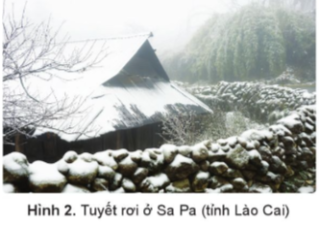 Hình 2. Tuyết rơi ở Sa Pa (tỉnh Lào Cai)